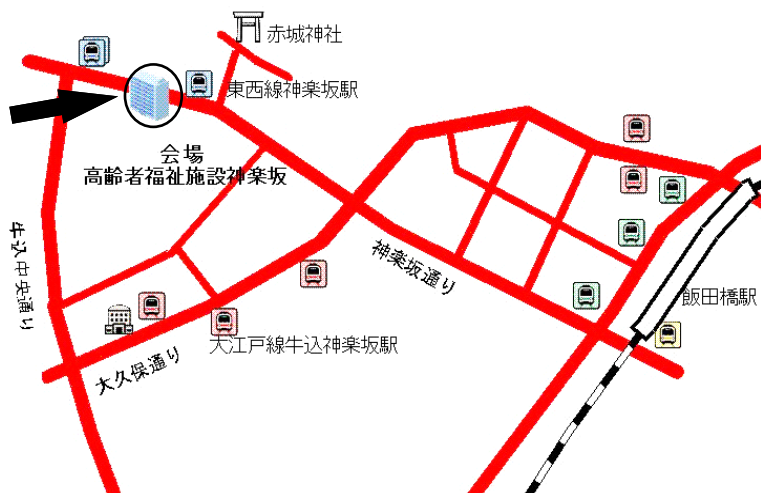 赤城神社
東西線神楽坂駅
会場
高齢者福祉施設神楽坂
牛込中央通り
神楽坂通り
飯田橋駅
大江戸線牛込神楽坂駅
大久保通り